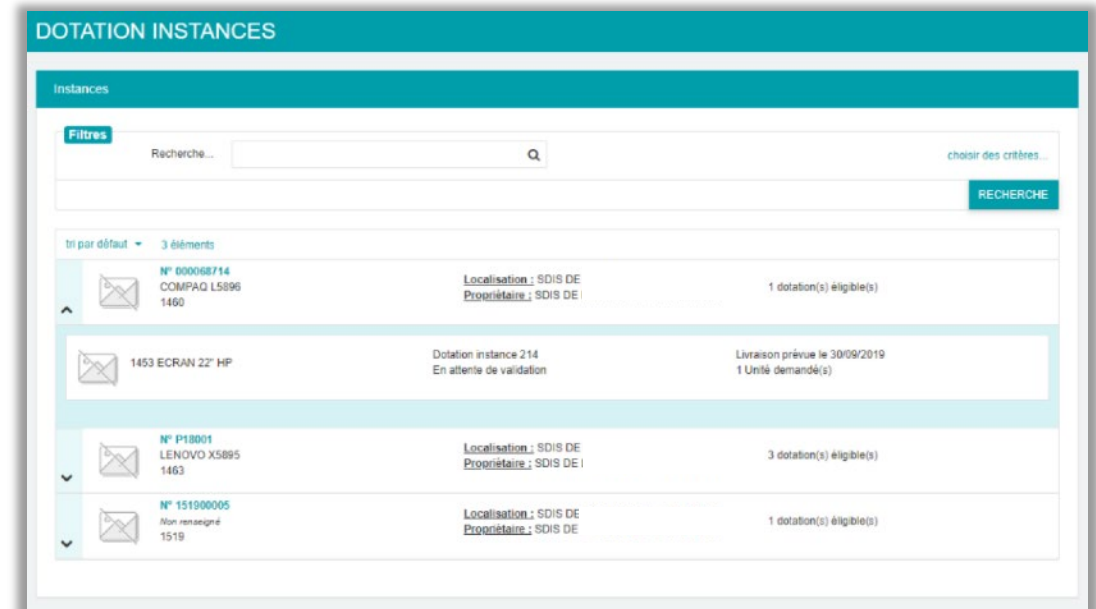 DOTATION INSTANCES
Instances
Filtres
Recherche...
choisir des critères...
RECHERCHE
tri par défaut 3 éléments
N° 000068714
COMPAQ L5896
1460
Localisation : SDIS DE
Propriétaire : SDIS DE
1 dotation(s) éligible(s)
1453 ECRAN 22" HP
Dotation instance 214
En attente de validation
Livraison prévue le 30/09/2019
1 Unité demandé(s)
N° P18001
LENOVO X5895
1463
Localisation : SDIS DE
Propriétaire : SDIS DE
3 dotation(s) éligible(s)
N° 151900005
Non renseigné
1519
Localisation : SDIS DE
Propriétaire : SDIS DE
1 dotation(s) éligible(s)